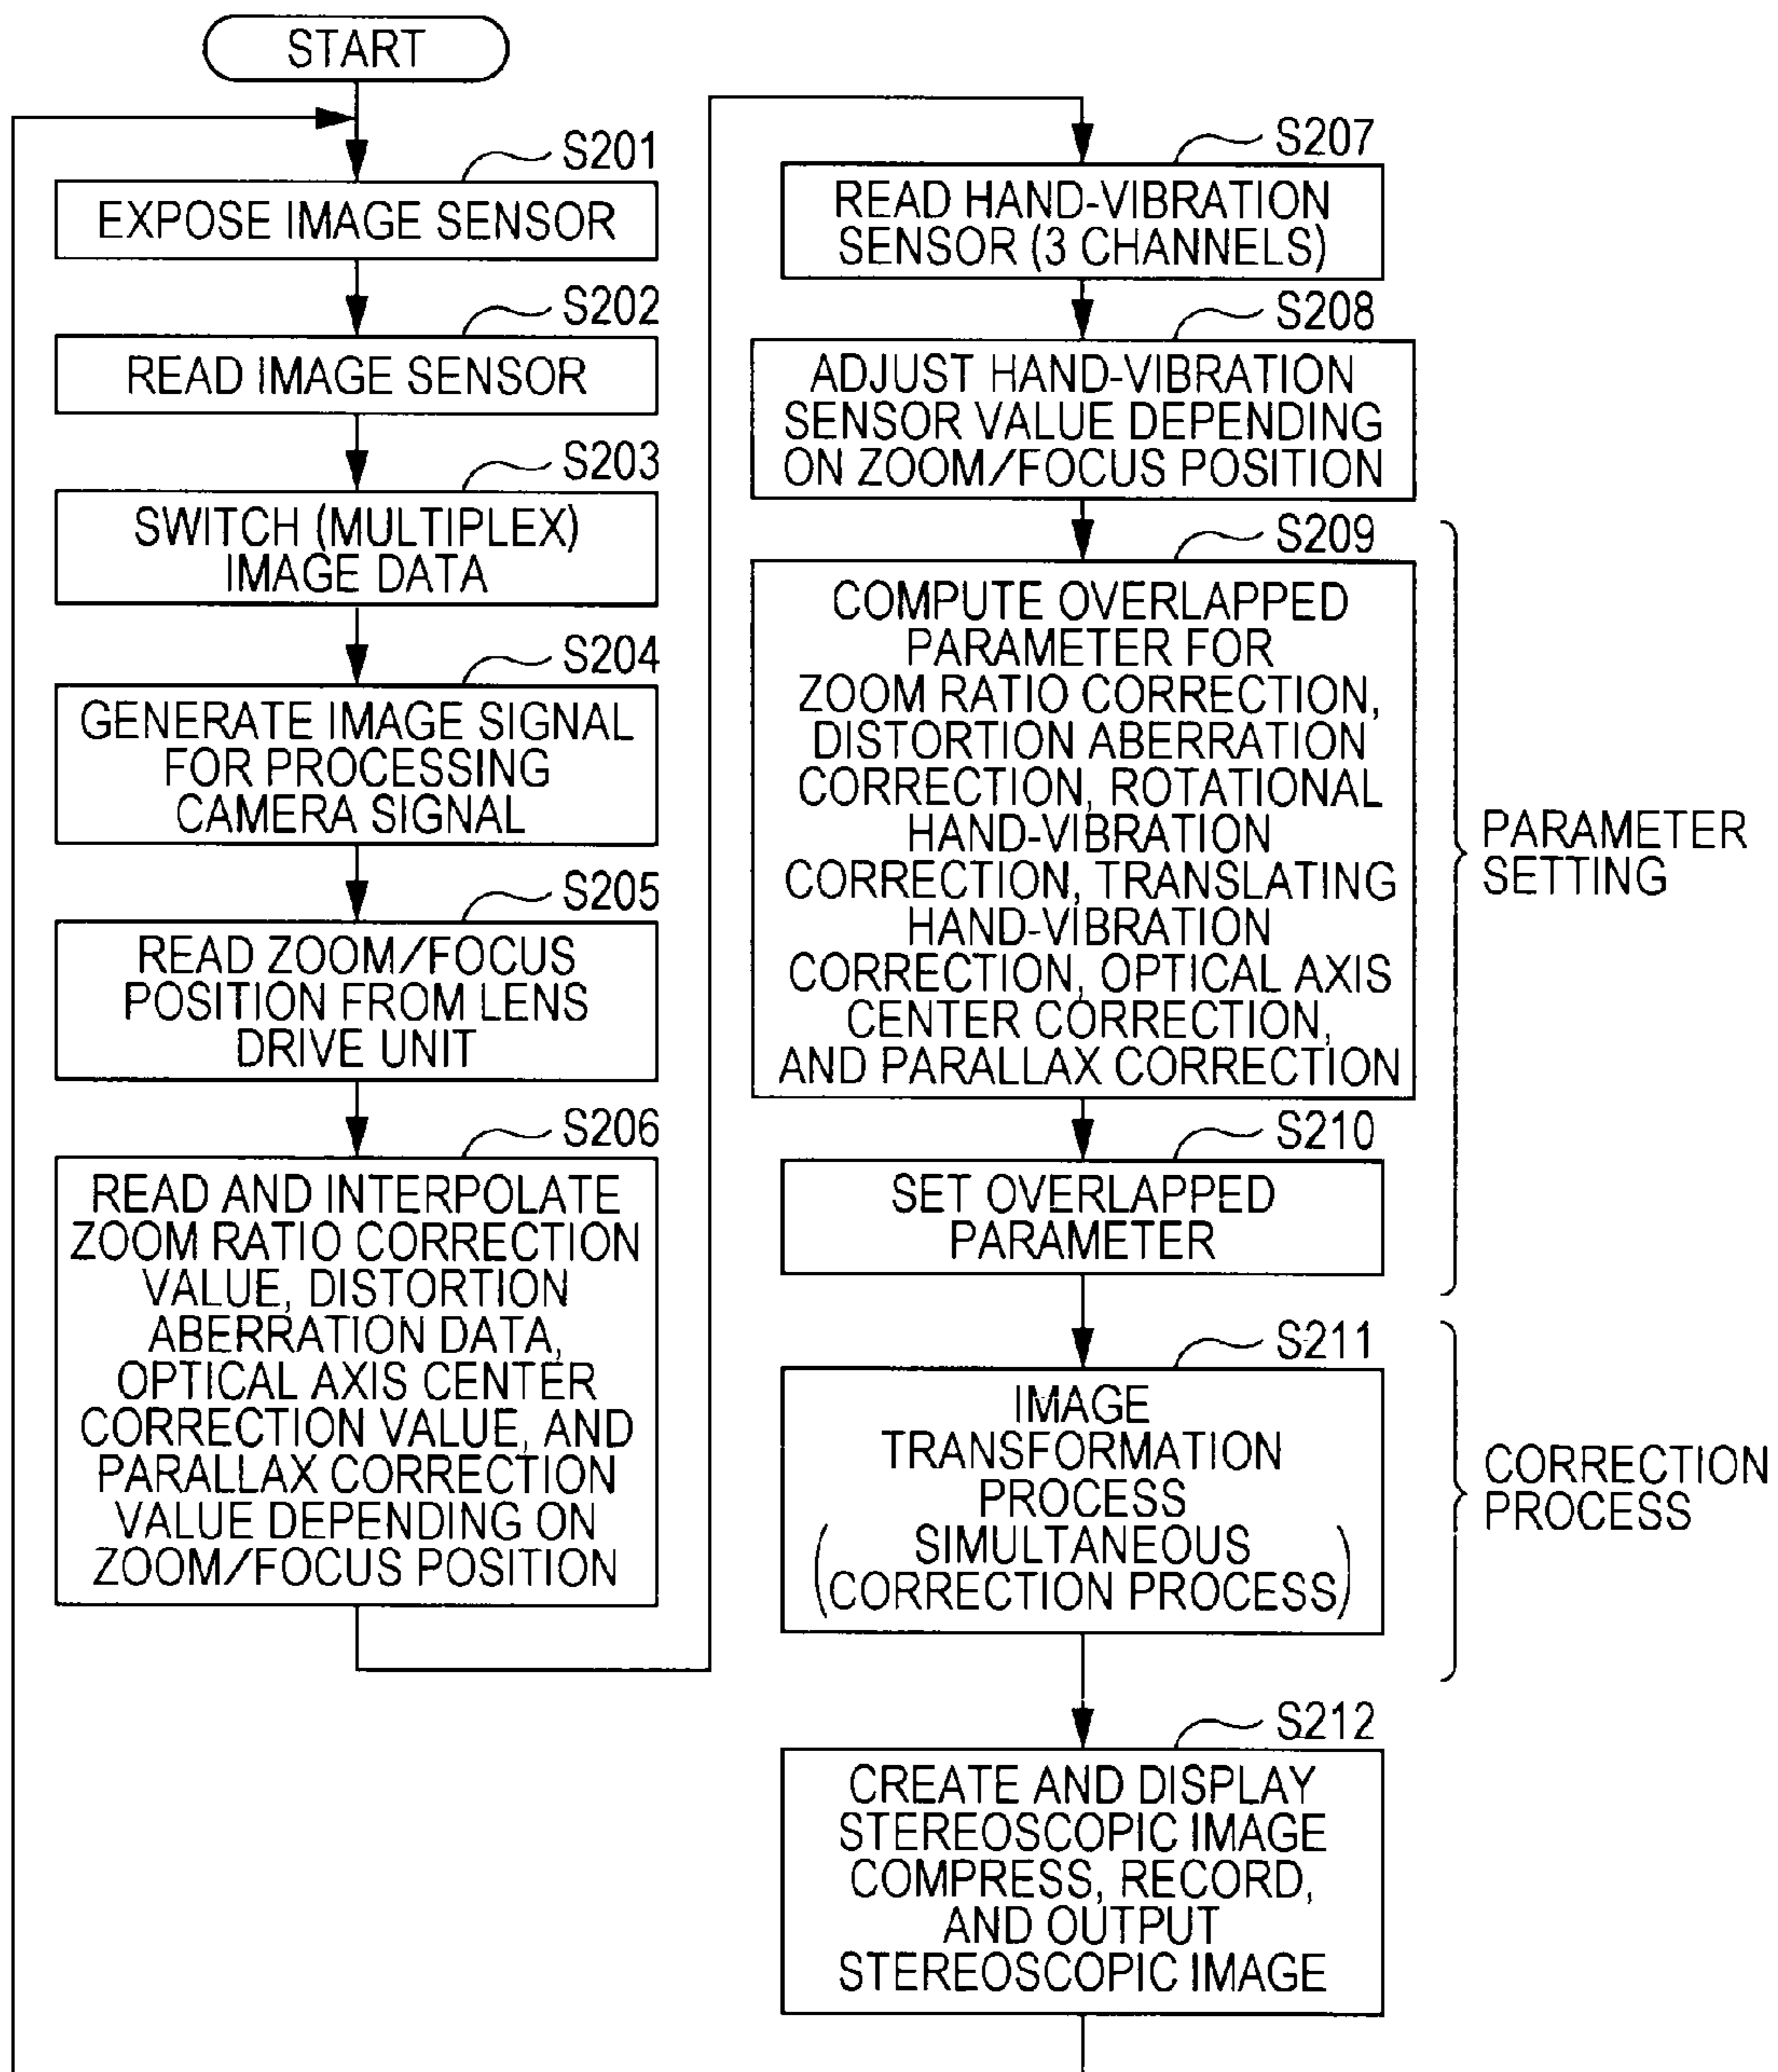 START
S201
EXPOSE IMAGE SENSOR
S202
READ IMAGE SENSOR
S203
SWITCH (MULTIPLEX)
IMAGE DATA
S204
GENERATE IMAGE SIGNAL
FOR PROCESSING
CAMERA SIGNAL
S205
READ ZOOM/FOCUS
POSITION FROM LENS
DRIVE UNIT
S206
READ AND INTERPOLATE
ZOOM RATIO CORRECTION
VALUE, DISTORTION
ABERRATION DATA,
OPTICAL AXIS CENTER
CORRECTION VALUE, AND
PARALLAX CORRECTION
VALUE DEPENDING ON
ZOOM/FOCUS POSITION
S207
READ HAND-VIBRATION
SENSOR (3 CHANNELS)
S208
ADJUST HAND-VIBRATION
SENSOR VALUE DEPENDING
ON ZOOM/FOCUS POSITION
S209
COMPUTE OVERLAPPED
PARAMETER FOR
ZOOM RATIO CORRECTION,
DISTORTION ABERRATION
CORRECTION, ROTATIONAL
HAND-VIBRATION
CORRECTION, TRANSLATING
HAND-VIBRATION
CORRECTION, OPTICAL AXIS
CENTER CORRECTION,
AND PARALLAX CORRECTION
S210
SET OVERLAPPED
PARAMETER
PARAMETER
SETTING
S211
IMAGE
TRANSFORMATION
PROCESS
(SIMULTANEOUS
CORRECTION PROCESS)
CORRECTION
PROCESS
S212
CREATE AND DISPLAY
STEREOSCOPIC IMAGE
COMPRESS, RECORD,
AND OUTPUT
STEREOSCOPIC IMAGE